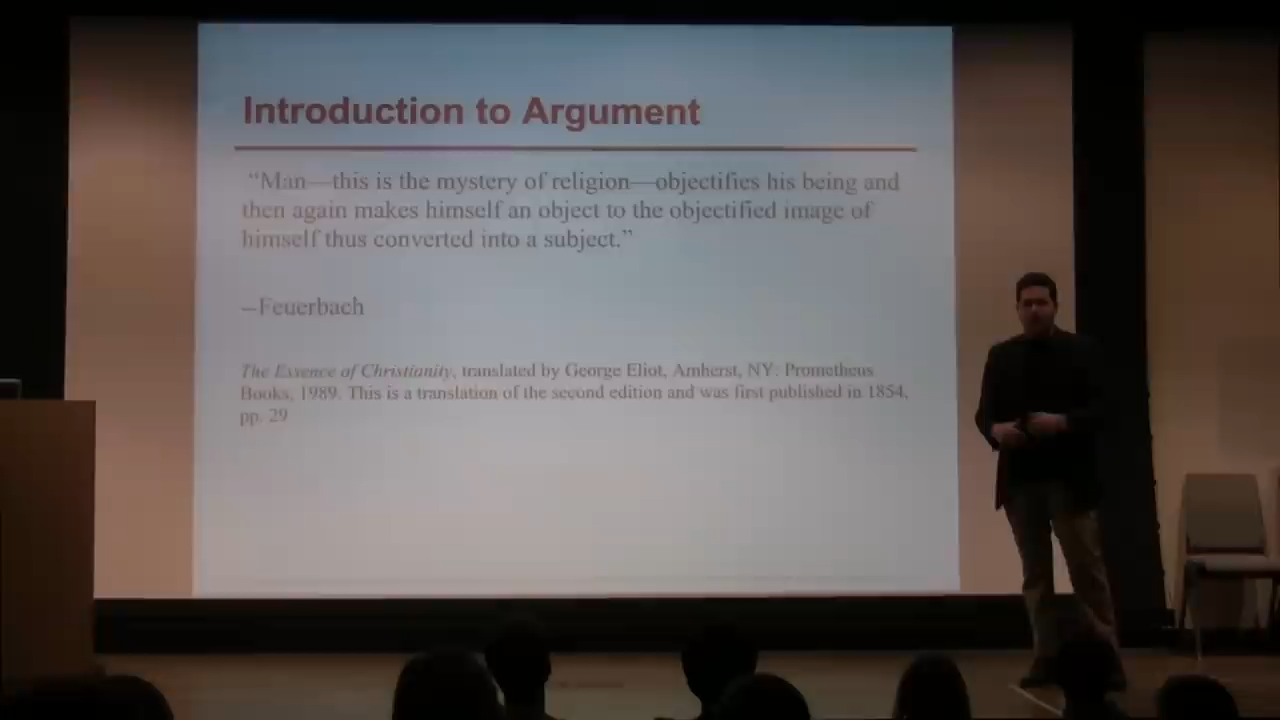 Introduction to Argument
“Man—this is the mystery of religion—objectifies his being and
then again makes himself an object to the objectified image of
himself thus converted into a subject.”
–Feuerbach
The Essence of Christianity, translated by George Eliot, Amherst, NY: Prometheus
Books, 1989. This is a translation of the second edition and was first published in 1854,
pp. 29